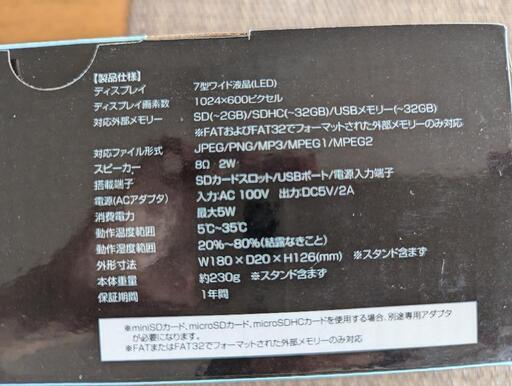 【製品仕様】
ディスプレイ 7型ワイド液晶(LED)
ディスプレイ画素数 1024×600ピクセル
対応外部メモリー SD(~2GB)/SDHC(~32GB)/USBメモリー(~32GB)
※FATおよびFAT32でフォーマットされた外部メモリーのみ対応
対応ファイル形式 JPEG/PNG/MP3/MPEG1/MPEG2
スピーカー 8Ω 2W
搭載端子 SDカードスロット/USBポート/電源入力端子
電源(ACアダプタ) 入力:AC 100V 出力:DC5V/2A
消費電力 最大5W
動作温度範囲 5℃~35℃
動作湿度範囲 20%~80%(結露なきこと)
外形寸法 W180×D20×H126(mm) ※スタンド含まず
本体重量 約230g ※スタンド含まず
保証期間 1年間
※miniSDカード、microSDカード、microSDHCカードを使用する場合、別途専用アダプタ
が必要になります。
※FATまたはFAT32でフォーマットされた外部メモリーのみ対応